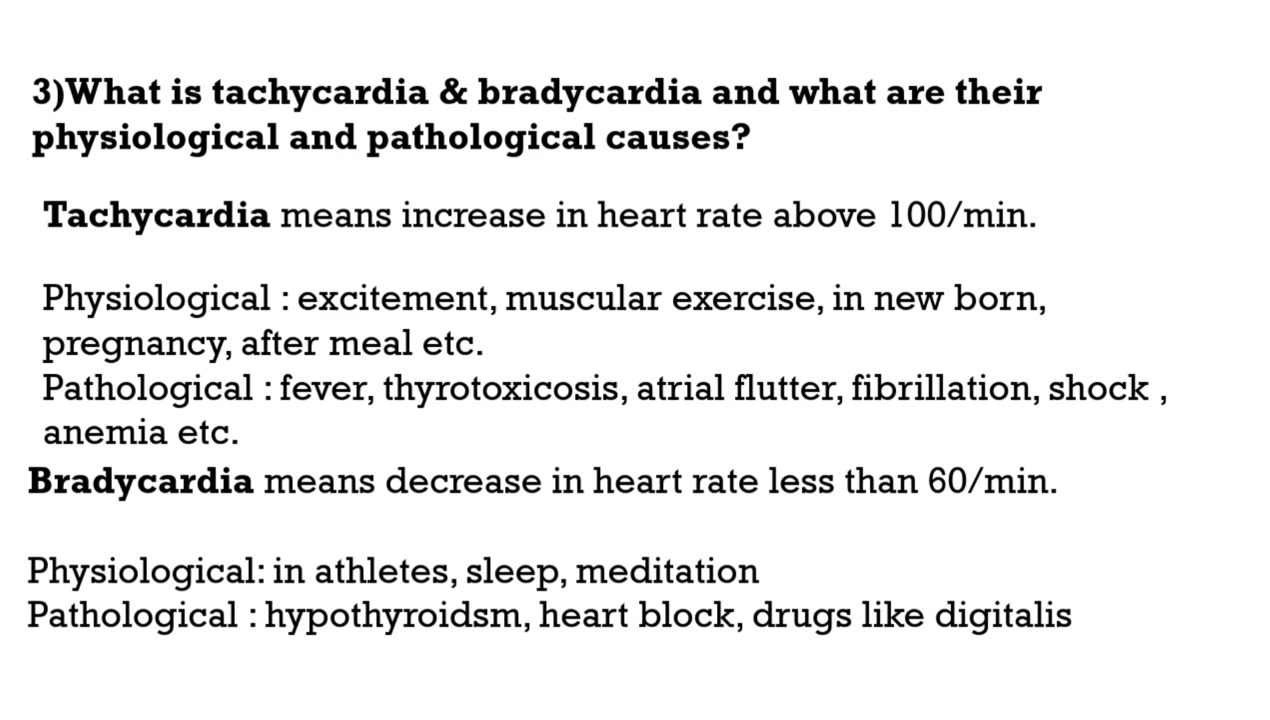 3)What is tachycardia & bradycardia and what are their
physiological and pathological causes?
Tachycardia means increase in heart rate above 100/min.
Physiological : excitement, muscular exercise, in new born,
pregnancy, after meal etc.
Pathological : fever, thyrotoxicosis, atrial flutter, fibrillation, shock ,
anemia etc.
Bradycardia means decrease in heart rate less than 60/min.
Physiological: in athletes, sleep, meditation
Pathological : hypothyroidsm, heart block, drugs like digitalis